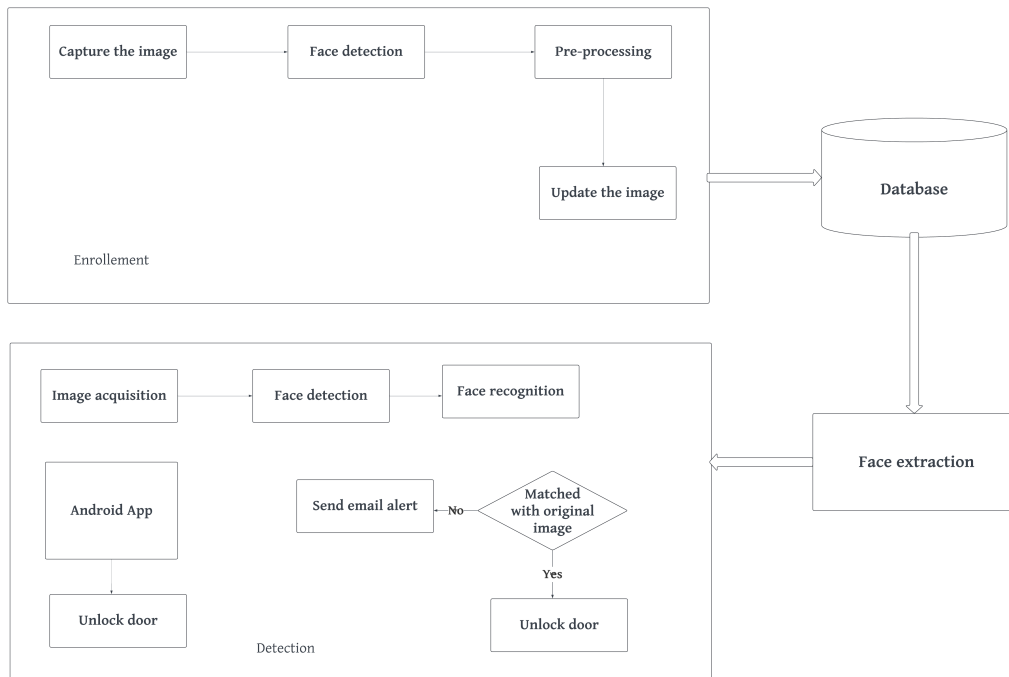 Capture the image
Face detection
Pre-processing
Update the image
Database
Enrollement
Image acquisition
Face detection
Face recognition
Face extraction
Android App
Send email alert
No
Matched
with original
image
Yes
Unlock door
Unlock door
Detection